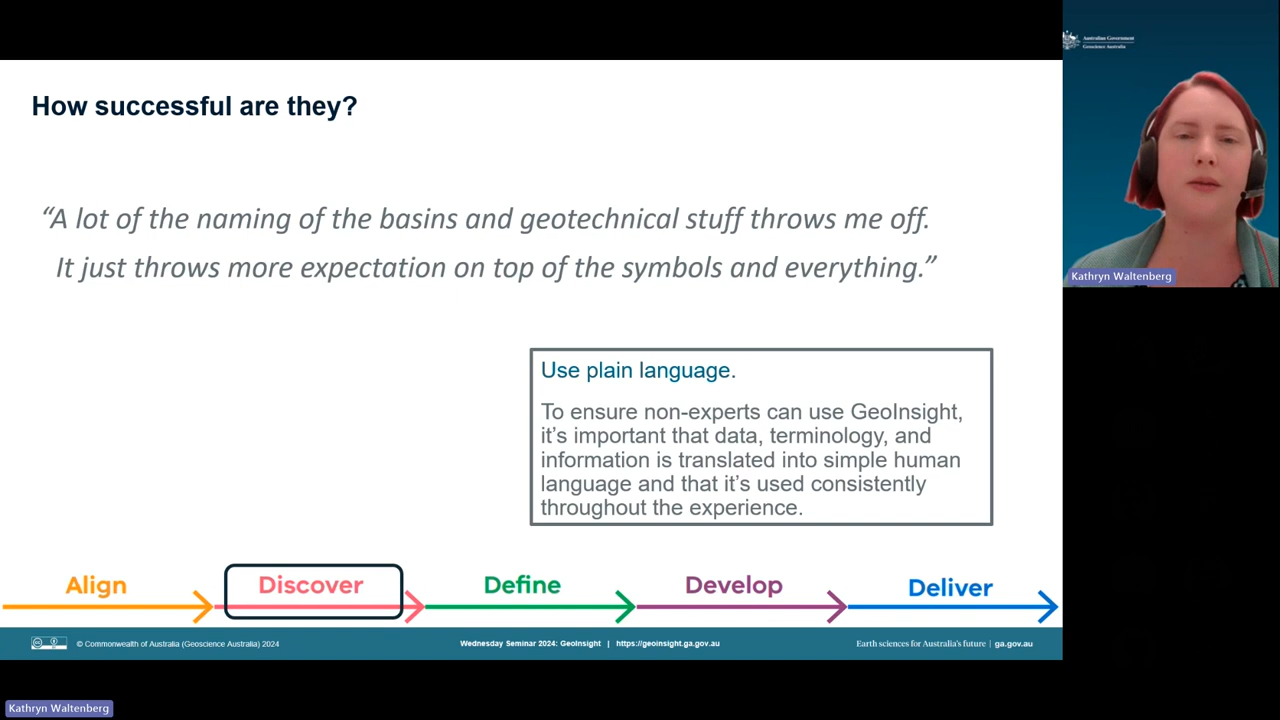 Australian Government
Geoscience Australia
How successful are they?
“A lot of the naming of the basins and geotechnical stuff throws me off.
It just throws more expectation on top of the symbols and everything.”
Kathryn Waltenberg
Use plain language.
To ensure non-experts can use GeoInsight,
it’s important that data, terminology, and
information is translated into simple human
language and that it’s used consistently
throughout the experience.
Align
Discover
Define
Develop
Deliver
© Commonwealth of Australia (Geoscience Australia) 2024
Wednesday Seminar 2024: GeoInsight | https://geoinsight.ga.gov.au
Earth sciences for Australia’s future | ga.gov.au
Kathryn Waltenberg